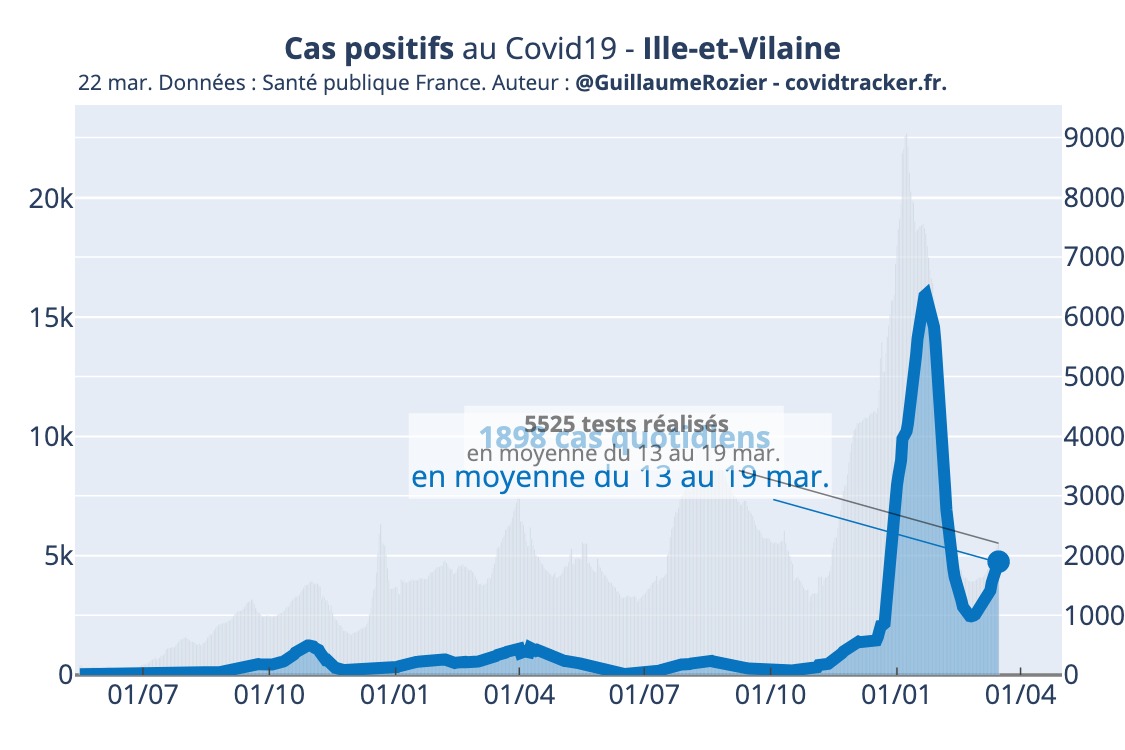 Cas positifs au Covid19 - Ille-et-Vilaine
22 mar. Données : Santé publique France. Auteur : @GuillaumeRozier - covidtracker.fr.
9000
20k
8000
7000
15k
6000
5000
5525 tests réalisés
10k
1898 cas quotidiens
4000
en moyenne du 13 au 19 mar.
en moyenne du 13 au 19 mar.
3000
5k
2000
1000
0
0
01/07 01/10 01/01 01/04 01/07 01/10 01/01 01/04